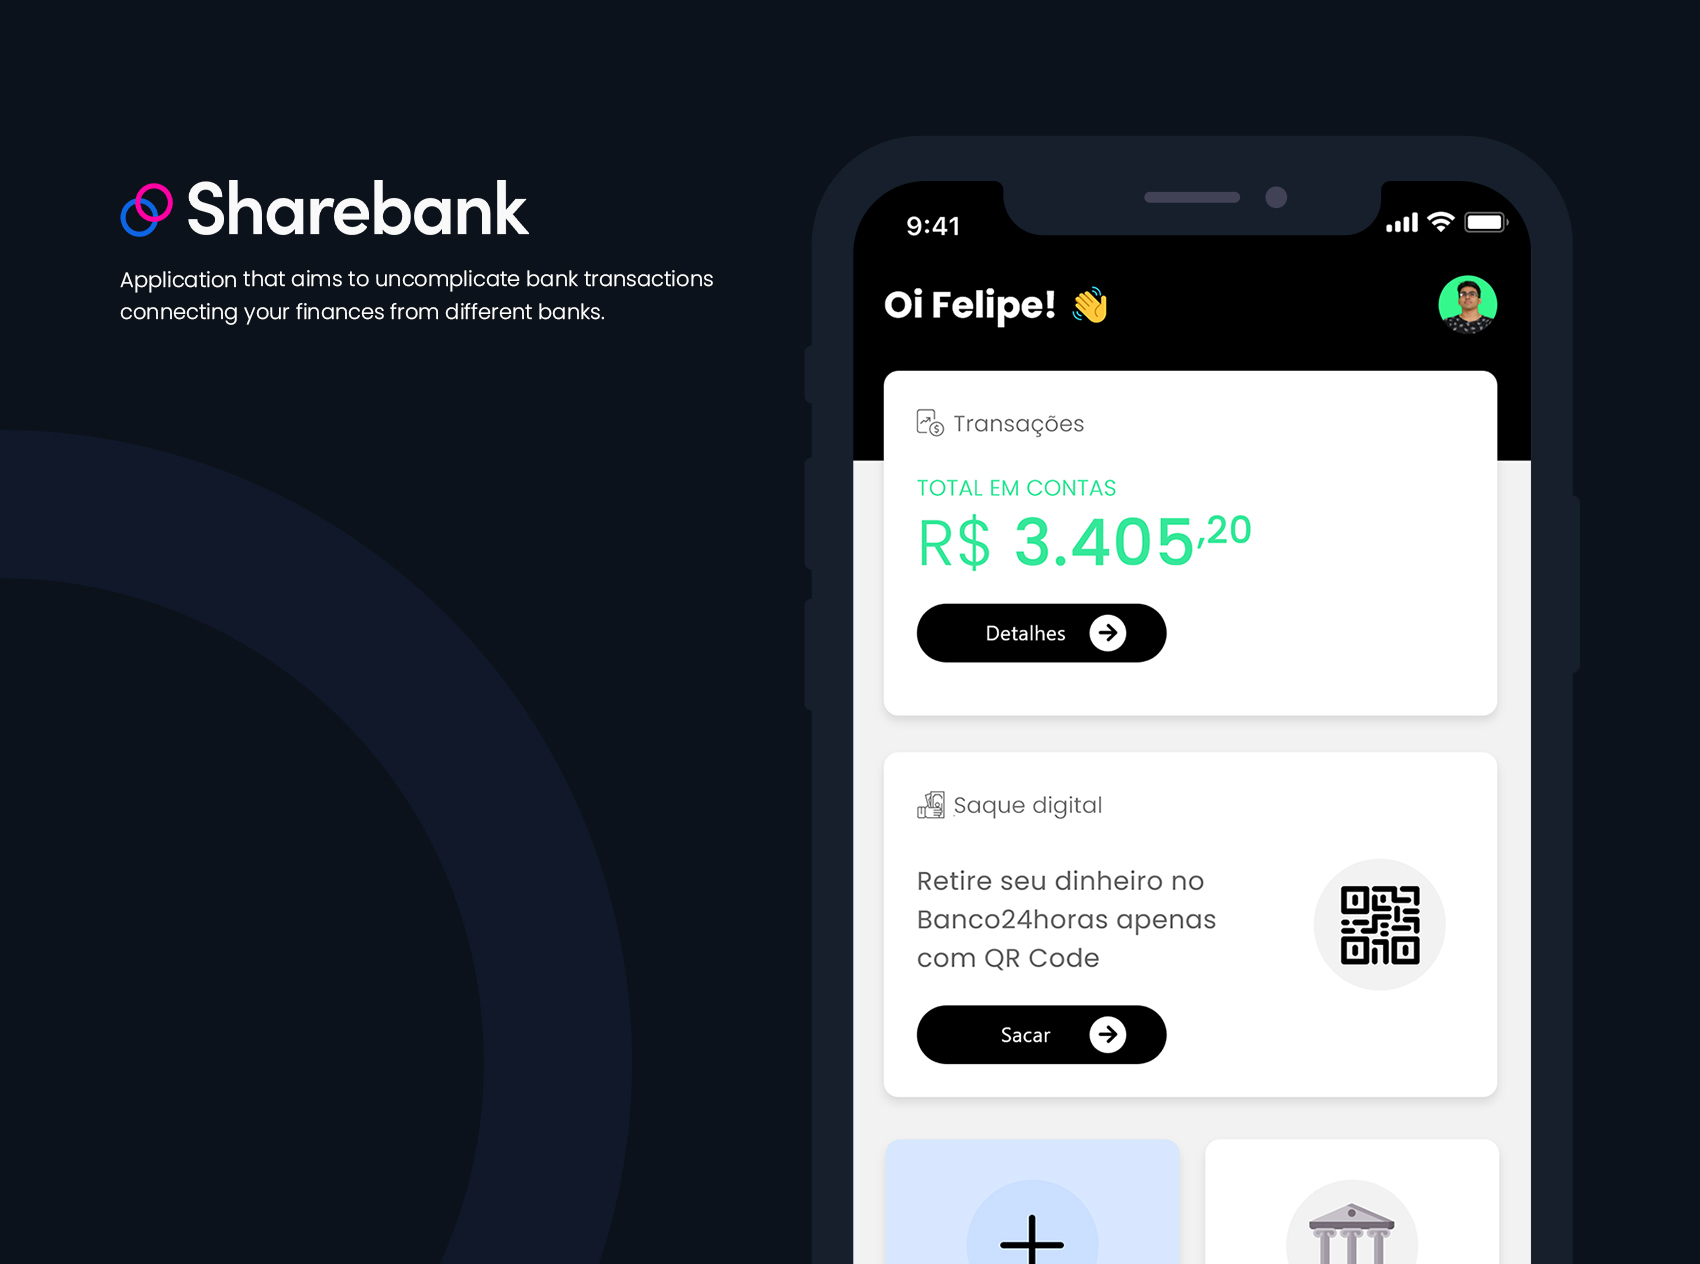 Sharebank
Application that aims to uncomplicate bank transactions
connecting your finances from different banks.
9:41
Oi Felipe! 👋
Transações
TOTAL EM CONTAS
R$ 3.405,20
Detalhes
Saque digital
Retire seu dinheiro no
Banco24horas apenas
com QR Code
Sacar